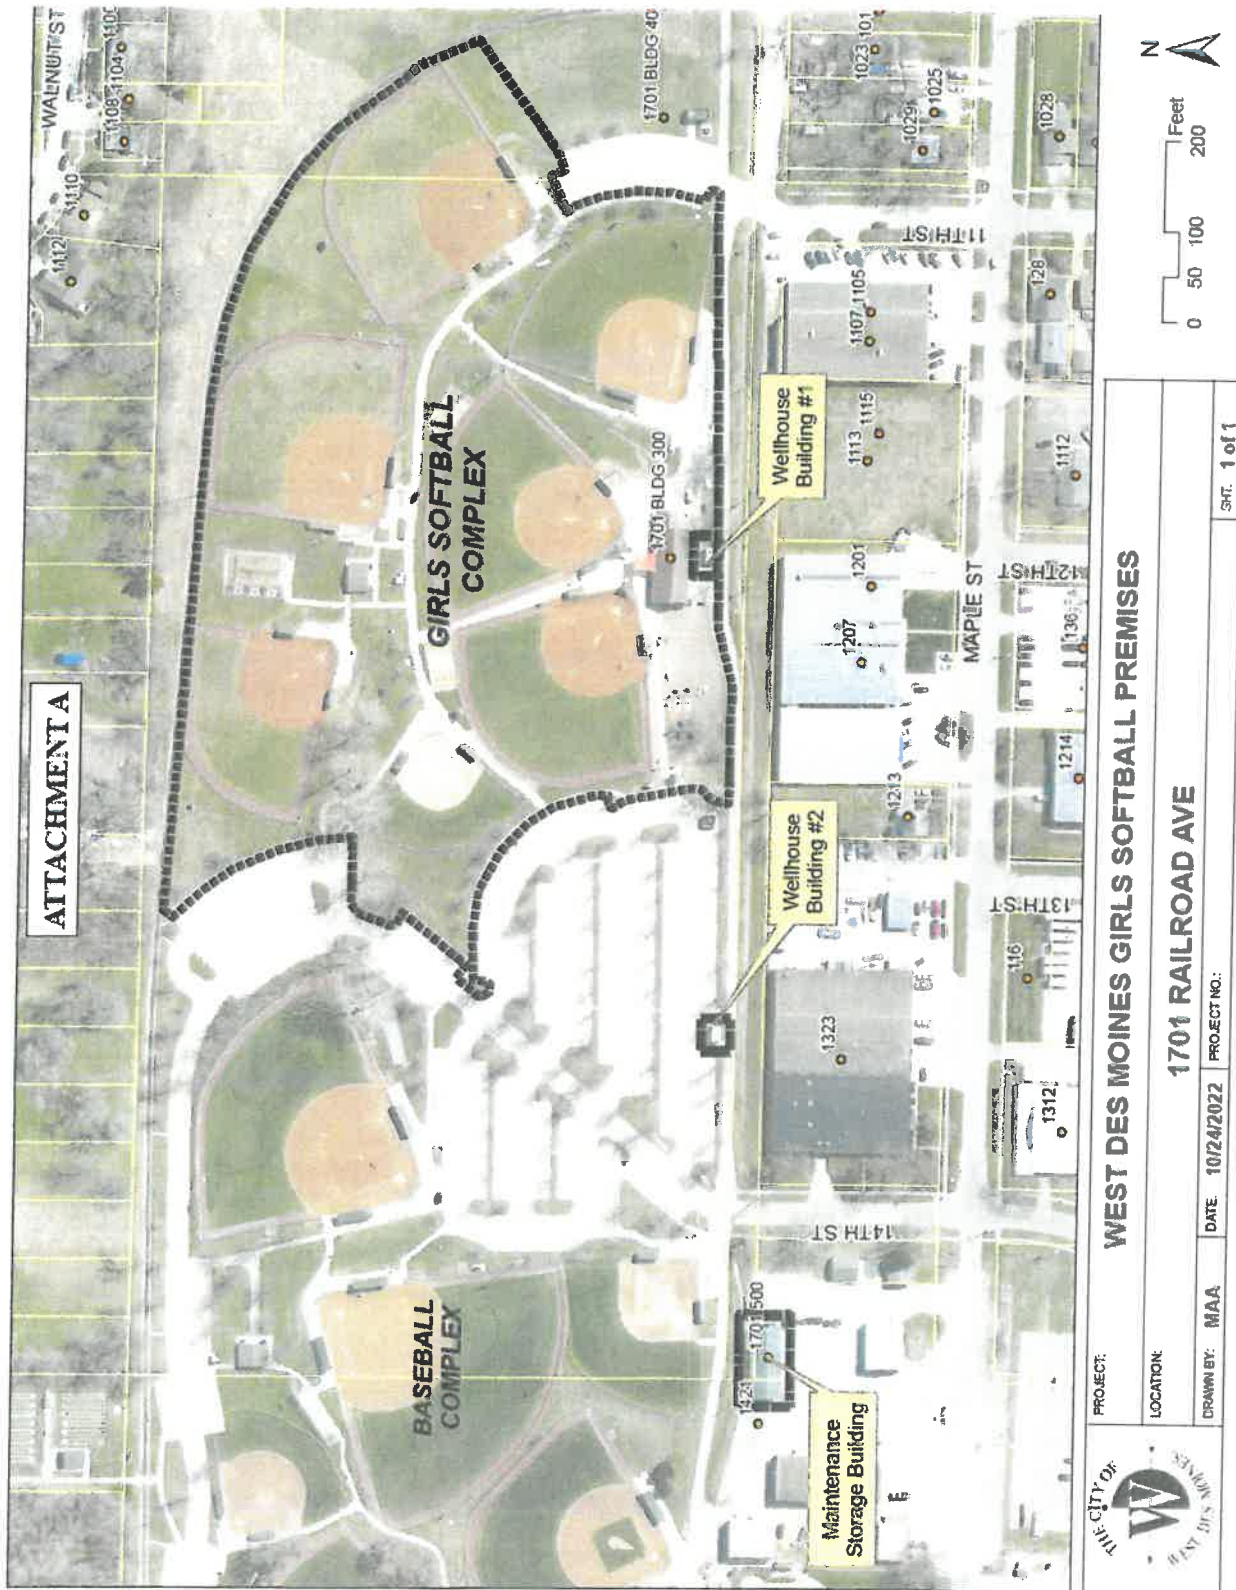 ATTACHMENT A
WALNUT ST
1112
1110
1108
1104
1100
GIRLS SOFTBALL
COMPLEX
BASEBALL
COMPLEX
1701 BLDG 300
1701 BLDG 40
Wellhouse
Building #1
Wellhouse
Building #2
Maintenance
Storage Building
1421
1701 500
14TH ST
1323
1213
1207
1201
1113
1115
1107
1105
11TH ST
1023
101
1029
1025
MAPLE ST
1312
116
13TH ST
1214
136
12TH ST
1112
128
1028
THE CITY OF
W
WEST DES MOINES
PROJECT:
WEST DES MOINES GIRLS SOFTBALL PREMISES
LOCATION:
1701 RAILROAD AVE
DRAWN BY: MAA
DATE: 10/24/2022
PROJECT NO.:
SHT. 1 of 1
N
Feet
0 50 100 200